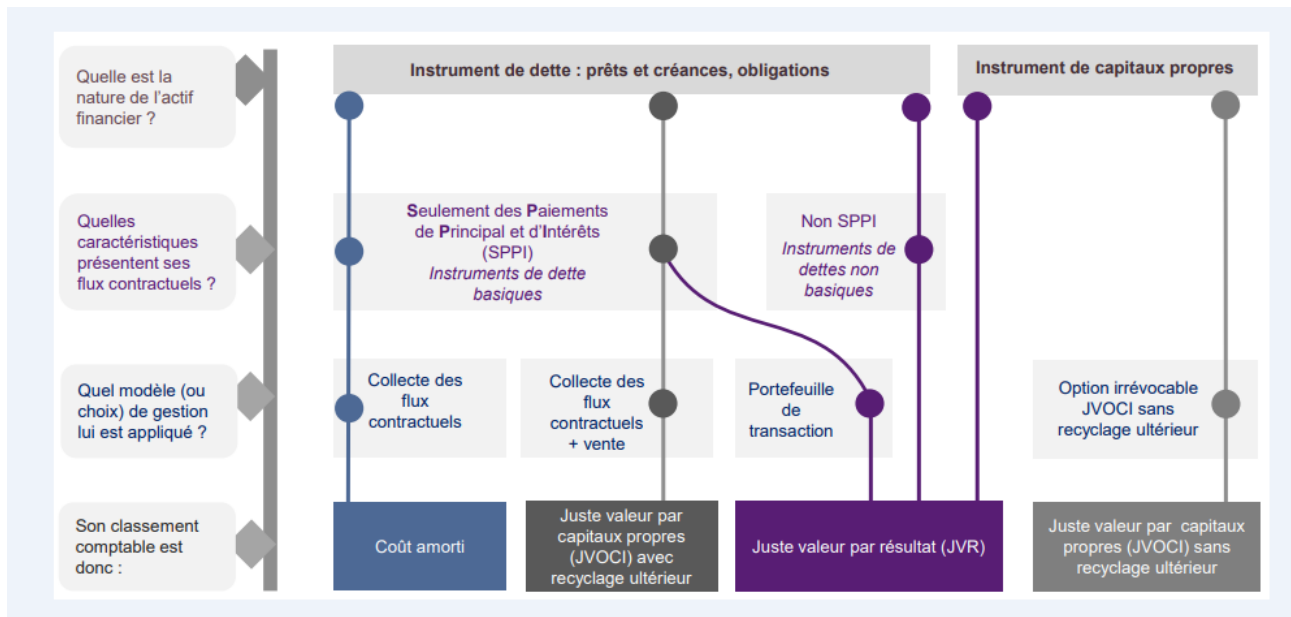 Quelle est la
nature de l'actif
financier ?
Instrument de dette : prêts et créances, obligations
Instrument de capitaux propres
Quelles
caractéristiques
présentent ses
flux contractuels ?
Seulement des Paiements
de Principal et d'Intérêts
(SPPI)
Instruments de dette
basiques
Non SPPI
Instruments de
dettes non
basiques
Quel modèle (ou
choix) de gestion
lui est appliqué ?
Collecte des
flux
contractuels
Collecte des
flux
contractuels
+ vente
Portefeuille
de
transaction
Option irrévocable
JVOCI sans
recyclage ultérieur
Son classement
comptable est
donc :
Coût amorti
Juste valeur par
capitaux propres
(JVOCI) avec
recyclage ultérieur
Juste valeur par résultat (JVR)
Juste valeur par capitaux
propres (JVOCI) sans
recyclage ultérieur